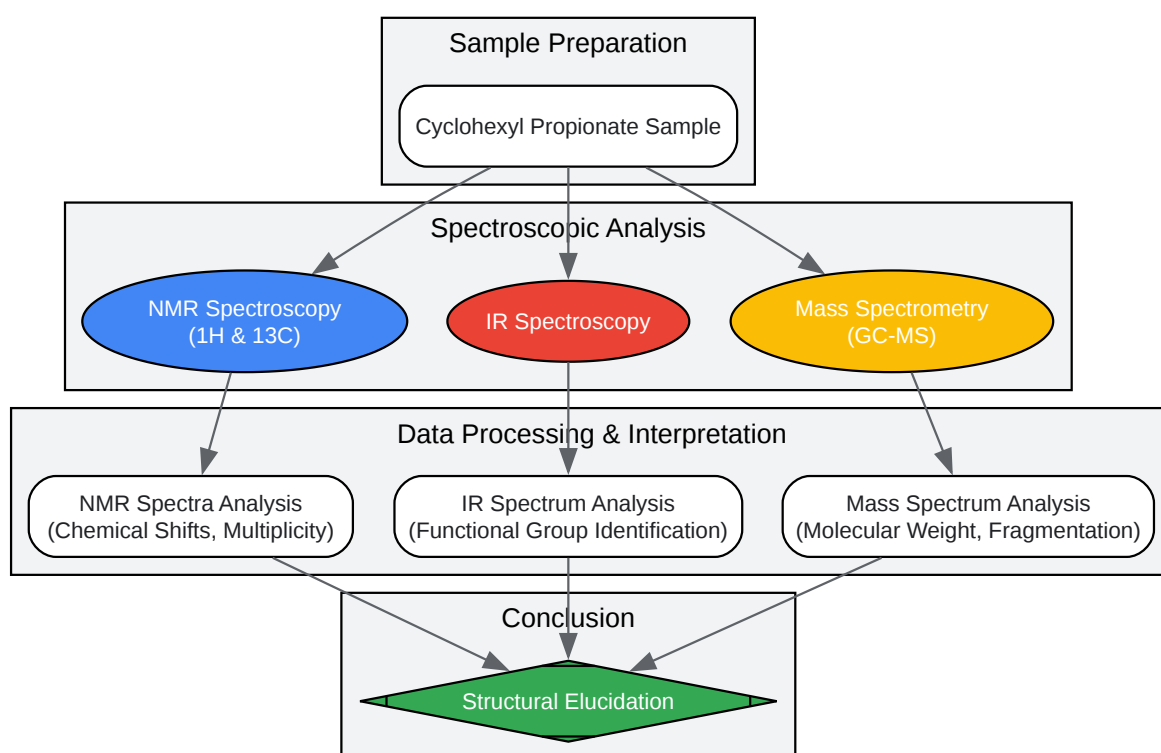 Sample Preparation
Cyclohexyl Propionate Sample
Spectroscopic Analysis
NMR Spectroscopy
(1H & 13C)
IR Spectroscopy
Mass Spectrometry
(GC-MS)
Data Processing & Interpretation
NMR Spectra Analysis
(Chemical Shifts, Multiplicity)
IR Spectrum Analysis
(Functional Group Identification)
Mass Spectrum Analysis
(Molecular Weight, Fragmentation)
Conclusion
Structural Elucidation